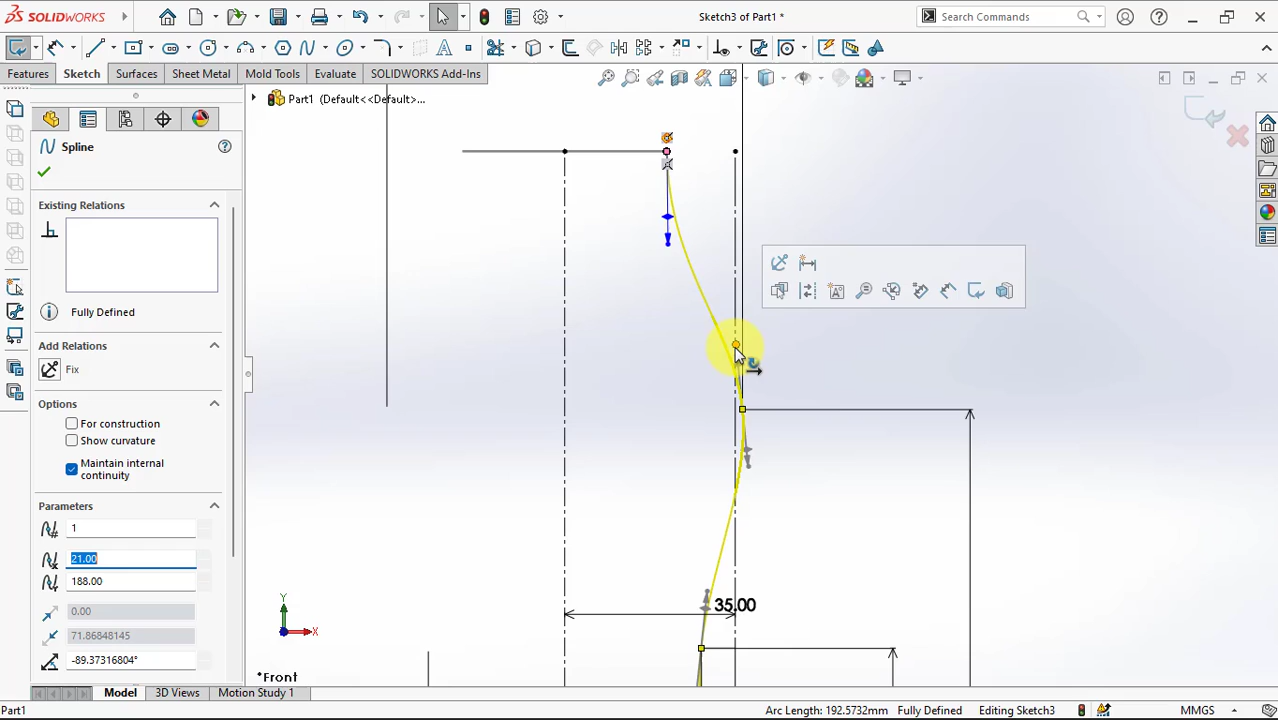 SOLIDWORKS
Sketch3 of Part1 *
Search Commands
Features
Sketch
Surfaces
Sheet Metal
Mold Tools
Evaluate
SOLIDWORKS Add-Ins
Part1 (Default<<Default>...
Spline
Existing Relations
Fully Defined
Add Relations
Fix
Options
For construction
Show curvature
Maintain internal
continuity
Parameters
1
21.00
188.00
0.00
71.86848145
-89.37316804°
35.00
Y
X
*Front
Model
3D Views
Motion Study 1
Part1
Arc Length: 192.5732mm
Fully Defined
Editing Sketch3
MMGS